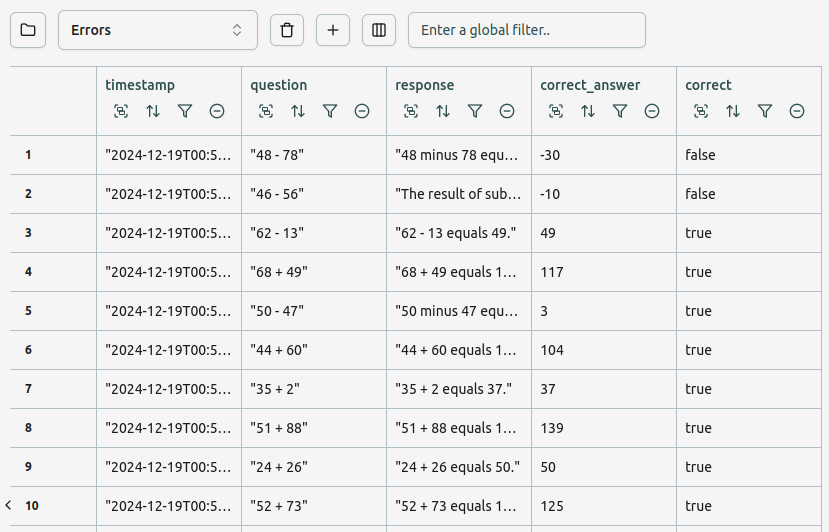 Errors Enter a global filter..
timestamp question response correct_answer correct
1 "2024-12-19T00:5... "48 - 78" "48 minus 78 equ... -30 false
2 "2024-12-19T00:5... "46 - 56" "The result of sub... -10 false
3 "2024-12-19T00:5... "62 - 13" "62 - 13 equals 49." 49 true
4 "2024-12-19T00:5... "68 + 49" "68 + 49 equals 1... 117 true
5 "2024-12-19T00:5... "50 - 47" "50 minus 47 equ... 3 true
6 "2024-12-19T00:5... "44 + 60" "44 + 60 equals 1... 104 true
7 "2024-12-19T00:5... "35 + 2" "35 + 2 equals 37." 37 true
8 "2024-12-19T00:5... "51 + 88" "51 + 88 equals 1... 139 true
9 "2024-12-19T00:5... "24 + 26" "24 + 26 equals 50." 50 true
10 "2024-12-19T00:5... "52 + 73" "52 + 73 equals 1... 125 true